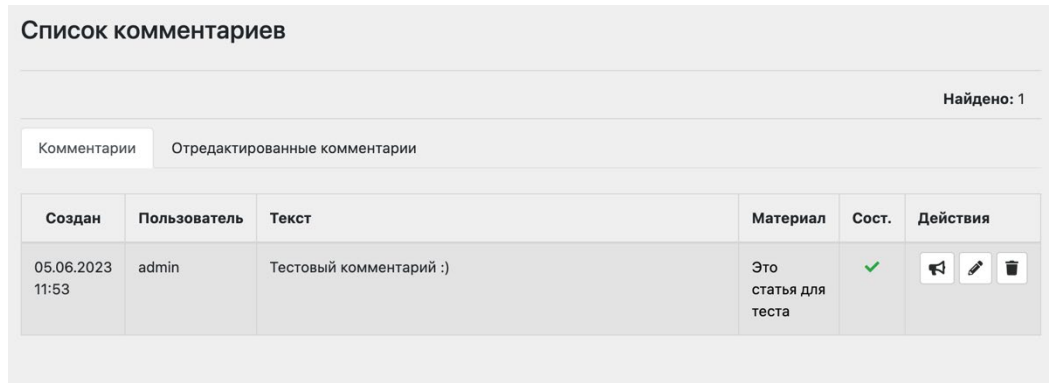 Список комментариев
Найдено: 1
Комментарии Отредактированные комментарии
Создан Пользователь Текст Материал Сост. Действия
05.06.2023 admin Тестовый комментарий :) Это
11:53 статья для
теста